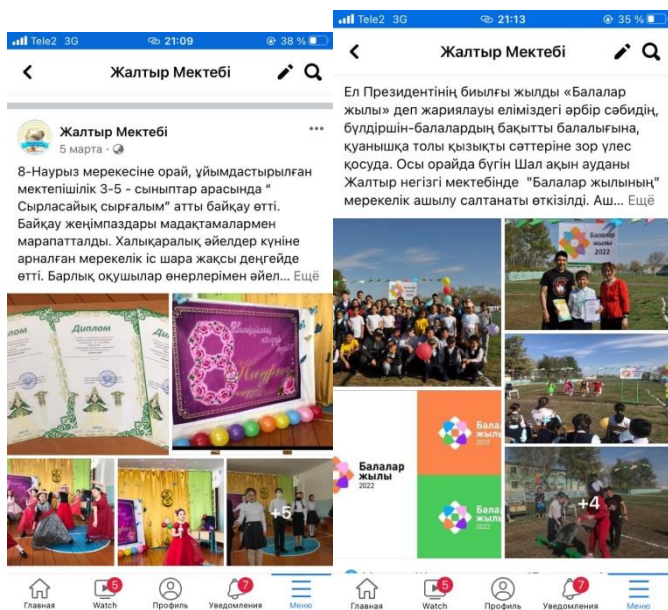 Tele2 3G 21:09 38 %
Жалтыр Мектебі
Жалтыр Мектебі
5 марта ·
8-Наурыз мерекесіне орай, ұйымдастырылған
мектепішілік 3-5 - сыныптар арасында “
Сырласайық сырғалым” атты байқау өтті.
Байқау жеңімпаздары мадақтамалармен
марапатталды. Халықаралық әйелдер күніне
арналған мерекелік іс шара жақсы деңгейде
өтті. Барлық оқушылар өнерлерімен әйел... Ещё
Диплом
8
Наурыз
+5
Главная
5
Watch
Профиль
7
Уведомления
Меню
Tele2 3G 21:13 35 %
Жалтыр Мектебі
Ел Президентінің биылғы жылды «Балалар
жылы» деп жариялауы еліміздегі әрбір сәбидің,
бүлдіршін-балалардың бақытты балалығына,
қуанышқа толы қызықты сәттеріне зор үлес
қосуда. Осы орайда бүгін Шал ақын ауданы
Жалтыр негізгі мектебінде "Балалар жылының"
мерекелік ашылу салтанаты өткізілді. Аш... Ещё
Балалар
жылы
2022
Балалар
жылы
2022
+4
Главная
5
Watch
Профиль
7
Уведомления
Меню